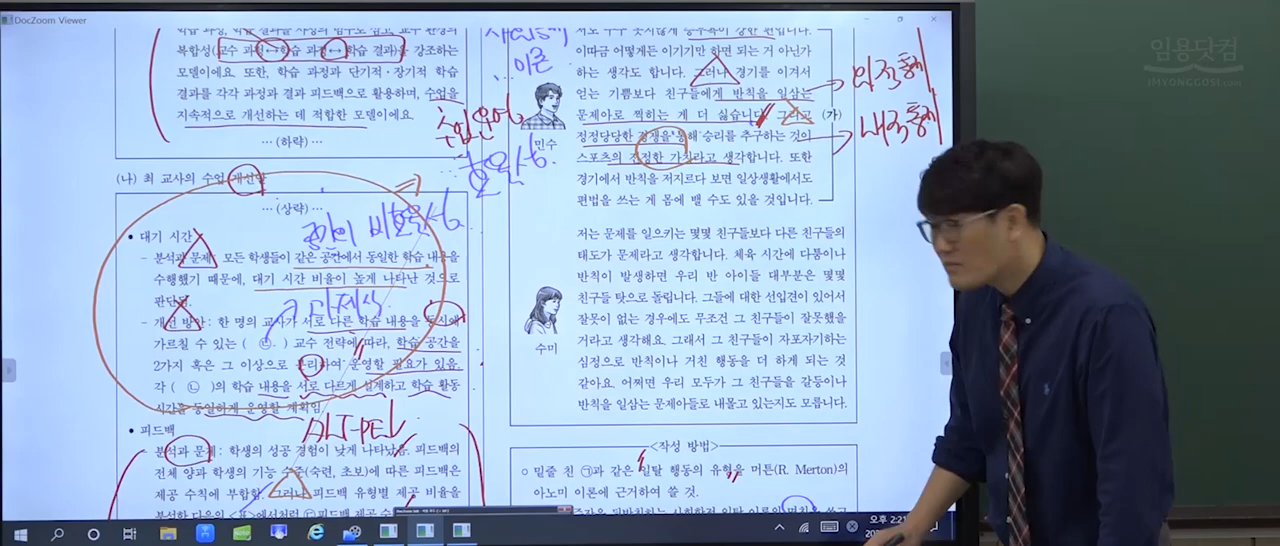 DocZoom Viewer
복합성(교수 과정↔학습 과정↔학습 결과)을 강조하는
모델이에요. 또한, 학습 과정과 단기적·장기적 학습
결과를 각각 과정과 결과 피드백으로 활용하며, 수업을
지속적으로 개선하는 데 적합한 모델이에요.
…(하략)…
(나) 최 교사의 수업 개선
…(상략)…
• 대기 시간
- 분석과 문제: 모든 학생들이 같은 공간에서 동일한 학습 내용을
수행했기 때문에, 대기 시간 비율이 높게 나타난 것으로
판단됨.
- 개선 방안: 한 명의 교사가 서로 다른 학습 내용을 동시에
가르칠 수 있는 ( ㉡ ) 교수 전략에 따라, 학습 공간을
2가지 혹은 그 이상으로 분리하여 운영할 필요가 있음.
각 ( ㉡ )의 학습 내용을 서로 다르게 설계하고 학습 활동
시간을 동일하게 운영할 계획임.
• 피드백
- 분석과 문제: 학생의 성공 경험이 낮게 나타났음. 피드백의
전체 양과 학생의 기능 수준(숙련, 초보)에 따른 피드백은
제공 수칙에 부합함. 그러나 피드백 유형별 제공 비율을
수업운영
효율성
공간의 비효율성
ALT-PE
이따금 어떻게든 이기기만 하면 되는 거 아닌가
하는 생각도 합니다. 그러나 경기를 이겨서
얻는 기쁨보다 친구들에게 반칙을 일삼는
문제아로 찍히는 게 더 싫습니다. 그리고
정정당당한 경쟁을 통해 승리를 추구하는 것이
스포츠의 진정한 가치라고 생각합니다. 또한
경기에서 반칙을 저지르다 보면 일상생활에서도
편법을 쓰는 게 몸에 밸 수도 있을 것입니다.
민수
(가)
외적통제
내적통제
저는 문제를 일으키는 몇몇 친구들보다 다른 친구들의
태도가 문제라고 생각합니다. 체육 시간에 다툼이나
반칙이 발생하면 우리 반 아이들 대부분은 몇몇
친구들 탓으로 돌립니다. 그들에 대한 선입견이 있어서
잘못이 없는 경우에도 무조건 그 친구들이 잘못했을
거라고 생각해요. 그래서 그 친구들이 자포자기하는
심정으로 반칙이나 거친 행동을 더 하게 되는 것
같아요. 어쩌면 우리 모두가 그 친구들을 갈등이나
반칙을 일삼는 문제아들로 내몰고 있는지도 모릅니다.
수미
<작성 방법>
○ 밑줄 친 ㉠과 같은 일탈 행동의 유형을 머튼(R. Merton)의
아노미 이론에 근거하여 쓸 것.
임용닷컴
IMYONGGOSI.com
오후 2:21